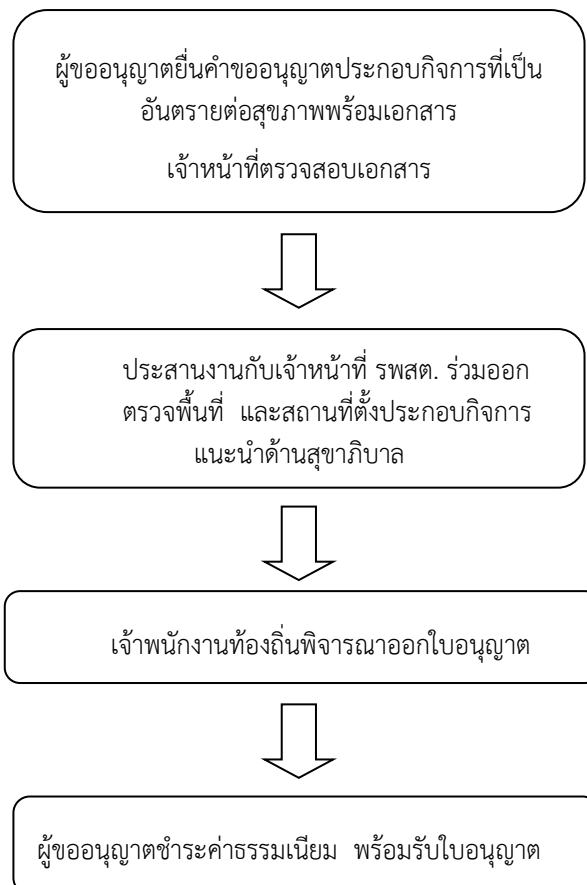 ผู้ขออนุญาตยื่นคำขออนุญาตประกอบกิจการที่เป็น
อันตรายต่อสุขภาพพร้อมเอกสาร
เจ้าหน้าที่ตรวจสอบเอกสาร
ประสานงานกับเจ้าหน้าที่ รพสต. ร่วมออก
ตรวจพื้นที่ และสถานที่ตั้งประกอบกิจการ
แนะนำด้านสุขาภิบาล
เจ้าพนักงานท้องถิ่นพิจารณาออกใบอนุญาต
ผู้ขออนุญาตชำระค่าธรรมเนียม พร้อมรับใบอนุญาต